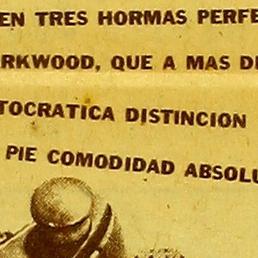 EN TRES HORMAS PERFE
ARKWOOD, QUE A MAS DE
TOCRATICA DISTINCION
PIE COMODIDAD ABSOLU